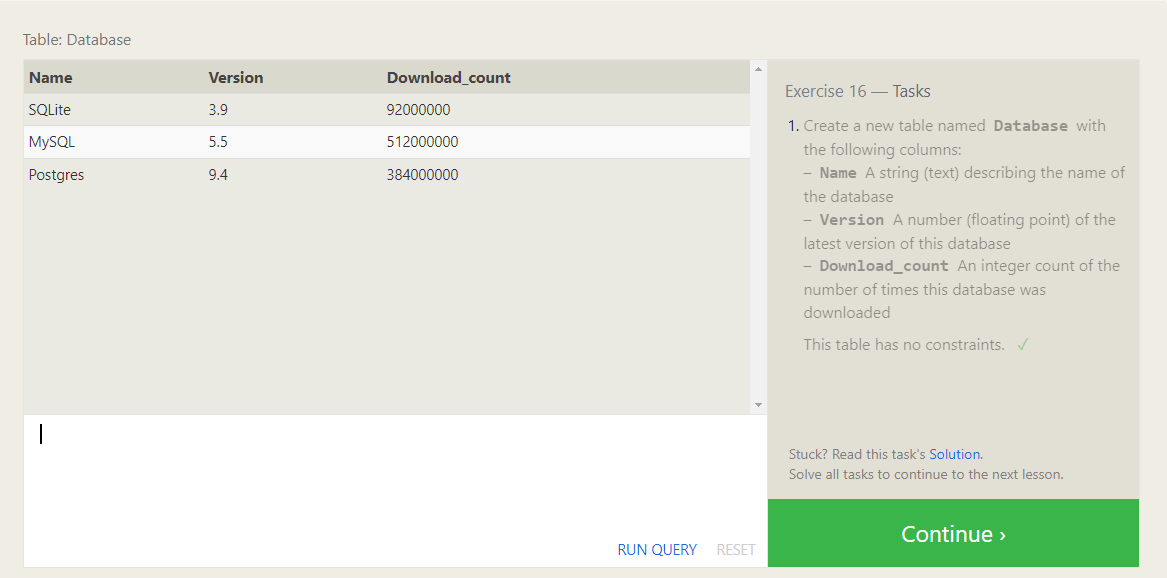 Table: Database
Name Version Download_count
SQLite 3.9 92000000
MySQL 5.5 512000000
Postgres 9.4 384000000
RUN QUERY RESET
Exercise 16 — Tasks
1. Create a new table named Database with
the following columns:
– Name A string (text) describing the name of
the database
– Version A number (floating point) of the
latest version of this database
– Download_count An integer count of the
number of times this database was
downloaded
This table has no constraints. ✓
Stuck? Read this task's Solution.
Solve all tasks to continue to the next lesson.
Continue ›